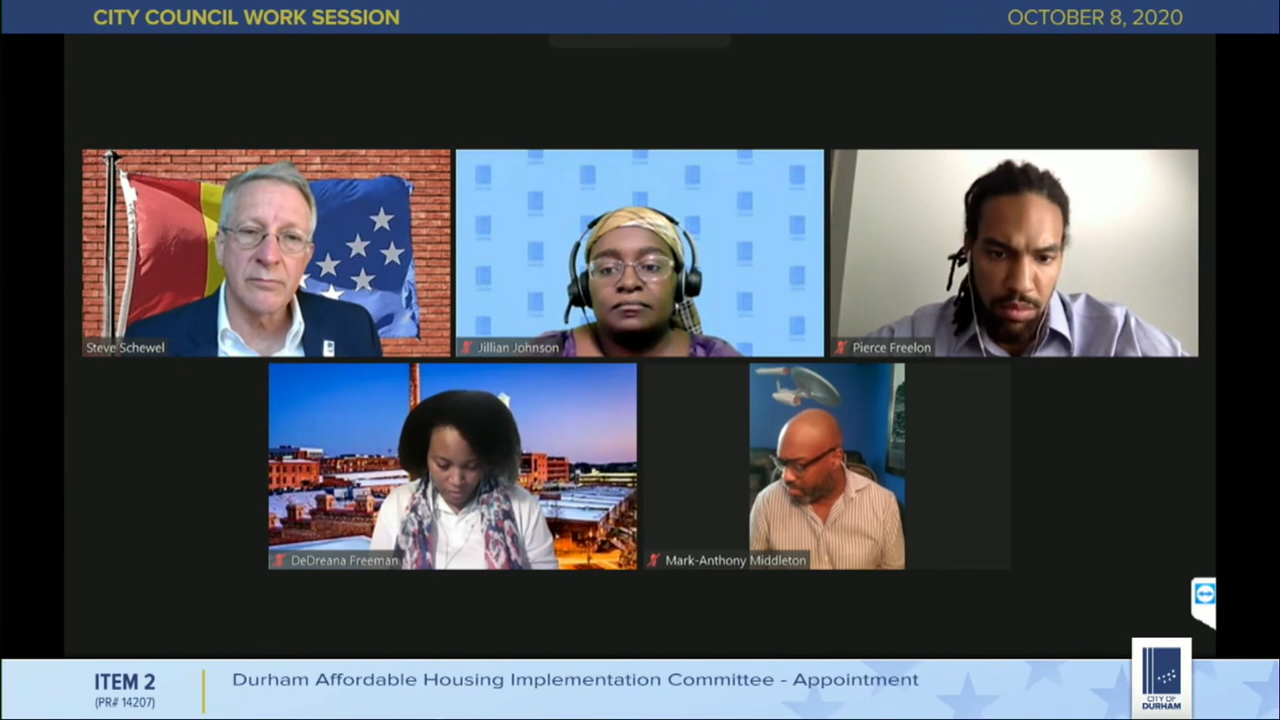 CITY COUNCIL WORK SESSION
OCTOBER 8, 2020
Steve Schewel
Jillian Johnson
Pierce Freelon
DeDreana Freeman
Mark-Anthony Middleton
ITEM 2
(PR# 14207)
Durham Affordable Housing Implementation Committee - Appointment
CITY OF
DURHAM